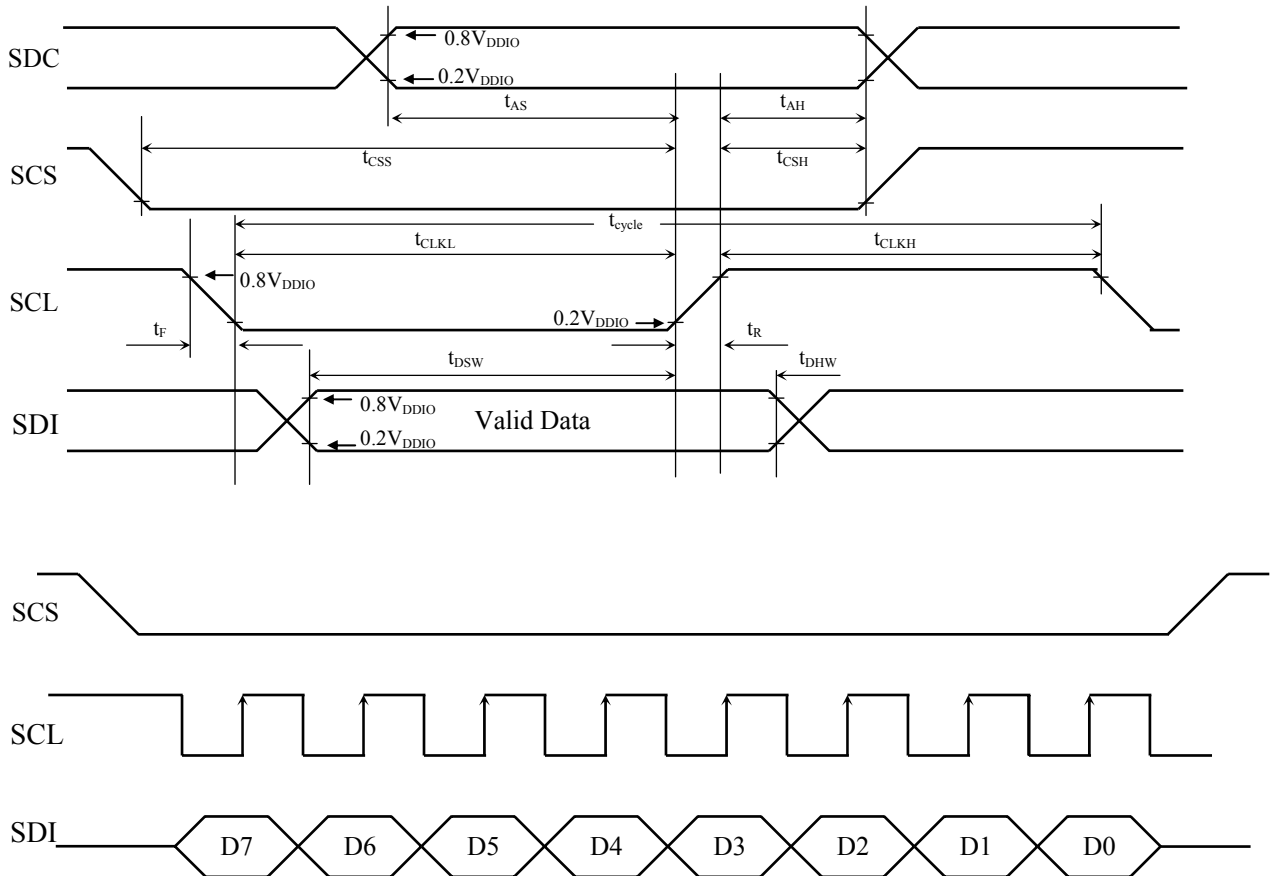 SDC
0.8VDDIO
0.2VDDIO
tAS
tAH
SCS
tCSS
tCSH
tcycle
tCLKL
tCLKH
SCL
0.8VDDIO
0.2VDDIO
tF
tR
tDSW
tDHW
SDI
0.8VDDIO
Valid Data
0.2VDDIO
SCS
SCL
SDI
D7 D6 D5 D4 D3 D2 D1 D0